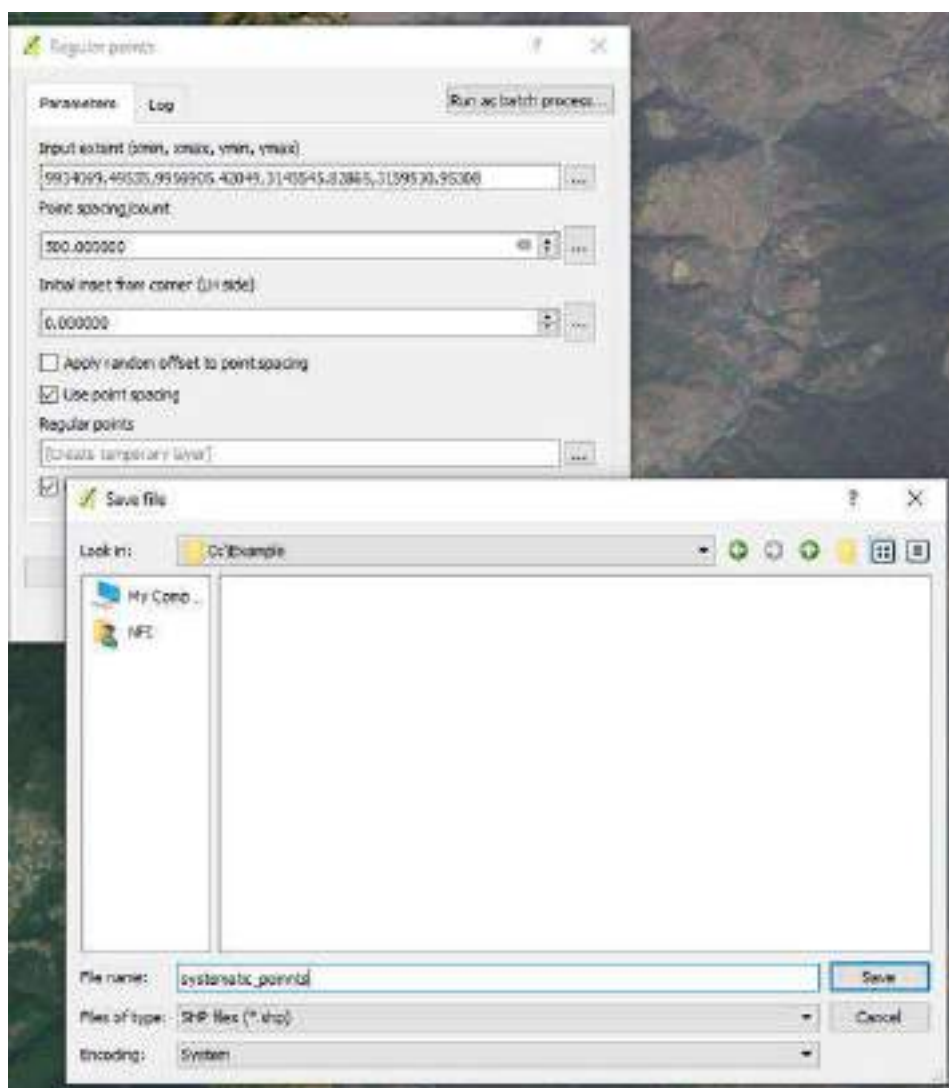 Regular points
Parameters Log Run as batch process...
Input extent (xmin, xmax, ymin, ymax)
...
Point spacing/count
300.000000 ...
Initial inset from corner (LH side)
0.000000 ...
Apply random offset to point spacing
Use point spacing
Regular points
[Create temporary layer] ...
Save file
Look in: C:\Example
My Comp...
NFI
File name: systematic_poinnts Save
Files of type: SHP files (*.shp) Cancel
Encoding: System